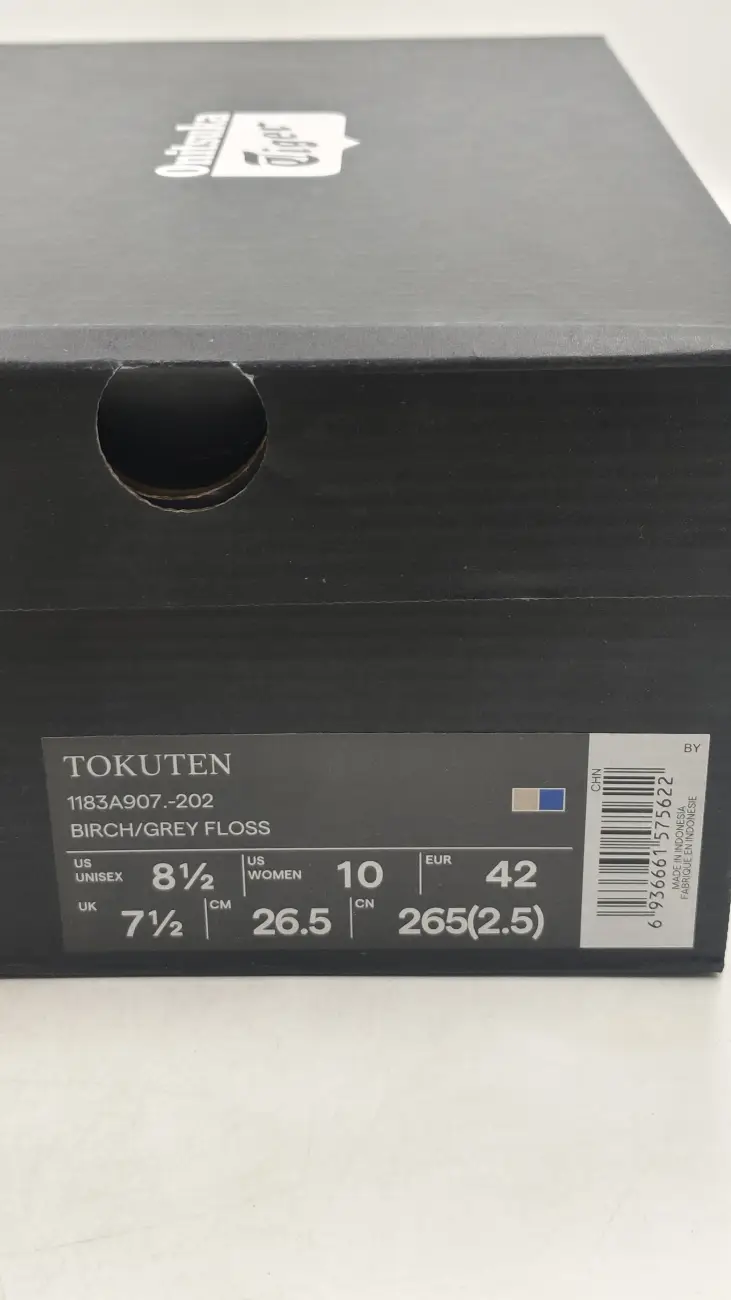 Onitsuka
Tiger
TOKUTEN
1183A907.-202
BIRCH/GREY FLOSS
US UNISEX 8½
US WOMEN 10
EUR 42
UK 7½
CM 26.5
CN 265(2.5)
BY
CHN
6 936661 575622
MADE IN INDONESIA
FABRIQUE EN INDONESIE